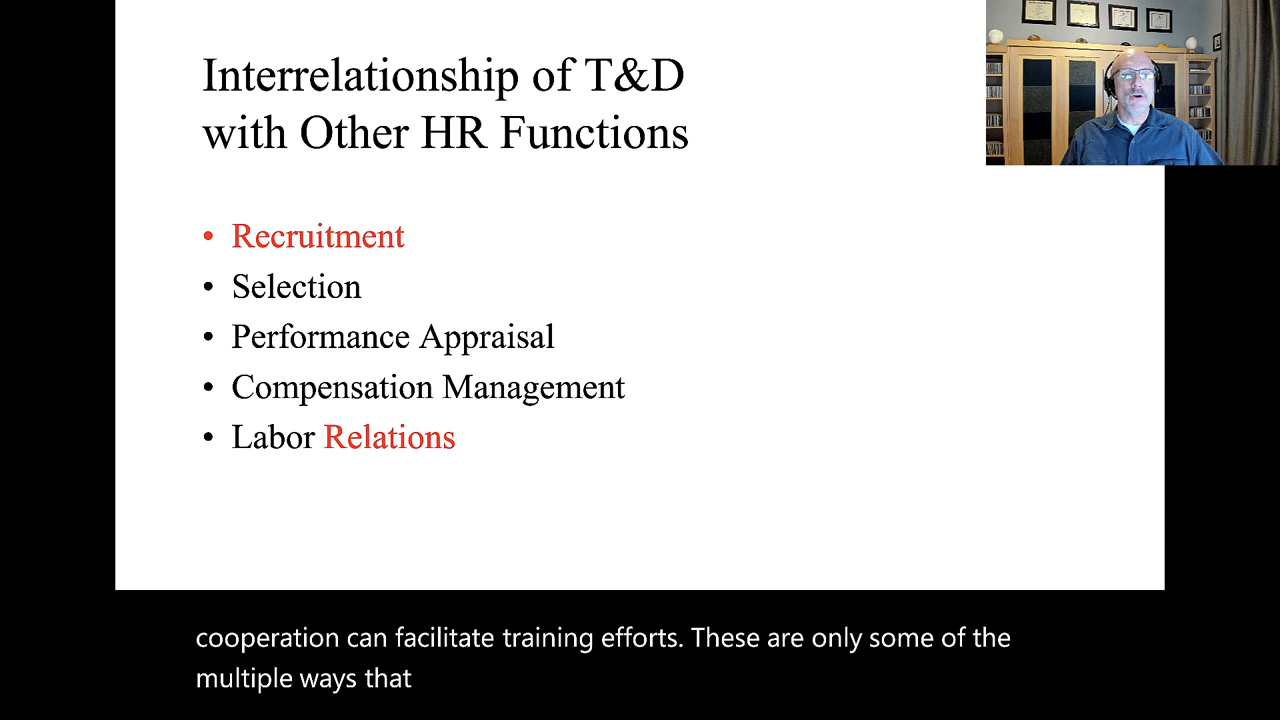 Interrelationship of T&D
with Other HR Functions
• Recruitment
• Selection
• Performance Appraisal
• Compensation Management
• Labor Relations
cooperation can facilitate training efforts. These are only some of the
multiple ways that